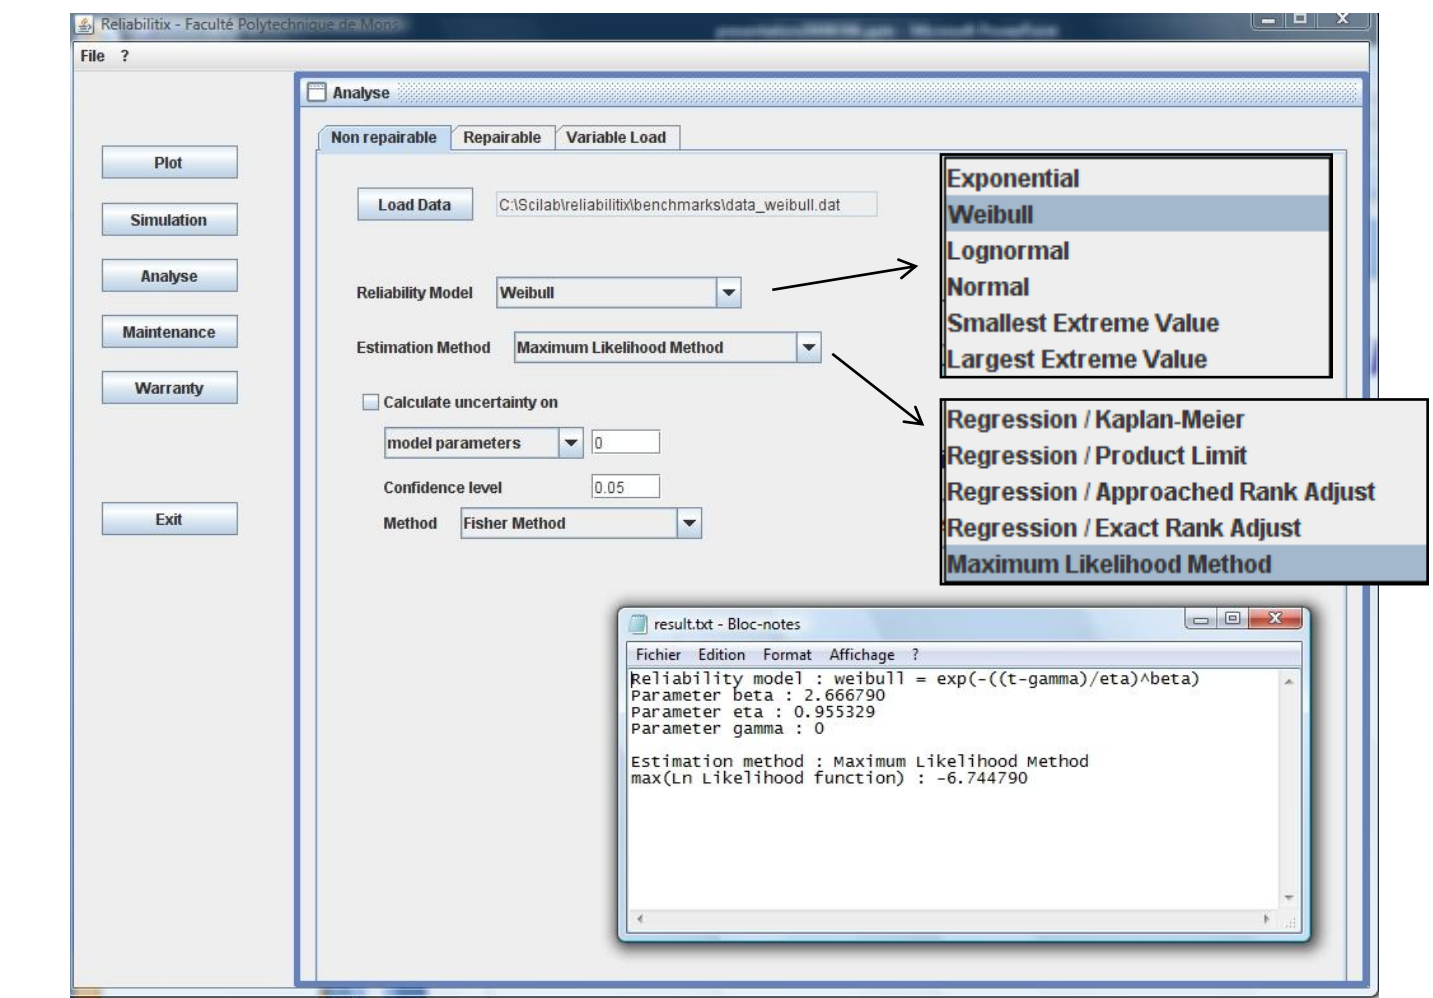 Reliabilitix - Faculté Polytechnique de Mons
File ?
Analyse
Non repairable Repairable Variable Load
Plot
Simulation
Analyse
Maintenance
Warranty
Exit
Load Data C:\Scilab\reliabilitix\benchmarks\data_weibull.dat
Reliability Model Weibull
Estimation Method Maximum Likelihood Method
Calculate uncertainty on
model parameters 0
Confidence level 0.05
Method Fisher Method
Exponential
Weibull
Lognormal
Normal
Smallest Extreme Value
Largest Extreme Value
Regression / Kaplan-Meier
Regression / Product Limit
Regression / Approached Rank Adjust
Regression / Exact Rank Adjust
Maximum Likelihood Method
result.txt - Bloc-notes
Fichier Edition Format Affichage ?
Reliability model : weibull = exp(-((t-gamma)/eta)^beta)
Parameter beta : 2.666790
Parameter eta : 0.955329
Parameter gamma : 0
Estimation method : Maximum Likelihood Method
max(Ln Likelihood function) : -6.744790